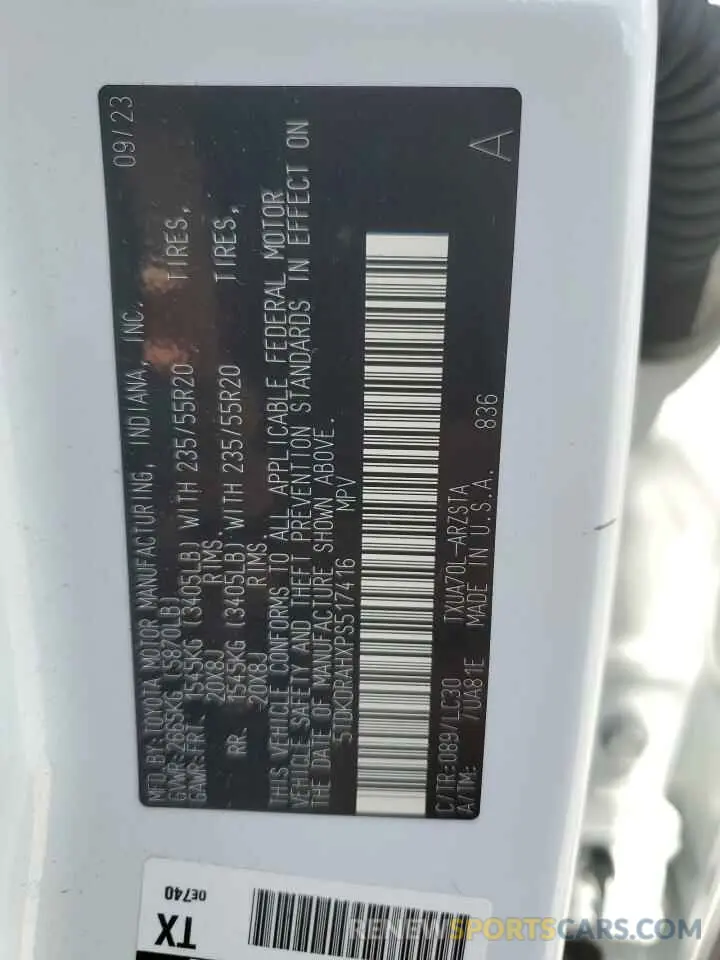 MFD. BY: TOYOTA MOTOR MANUFACTURING, INDIANA, INC. 09/23
GVWR: 2665KG (5870LB)
GAWR: FRT. 1545KG (3405LB) WITH 235/55R20 TIRES,
20X8J RIMS.
RR. 1545KG (3405LB) WITH 235/55R20 TIRES,
20X8J RIMS.
THIS VEHICLE CONFORMS TO ALL APPLICABLE FEDERAL MOTOR
VEHICLE SAFETY AND THEFT PREVENTION STANDARDS IN EFFECT ON
THE DATE OF MANUFACTURE SHOWN ABOVE.
5TDKDRAHXPS517416 MPV
C/TR: 089/LC30 TXUA70L-ARZSTA 836 A
A/TM: /UA81E MADE IN U.S.A.
TX 0E740
RENEWSPORTSCARS.COM